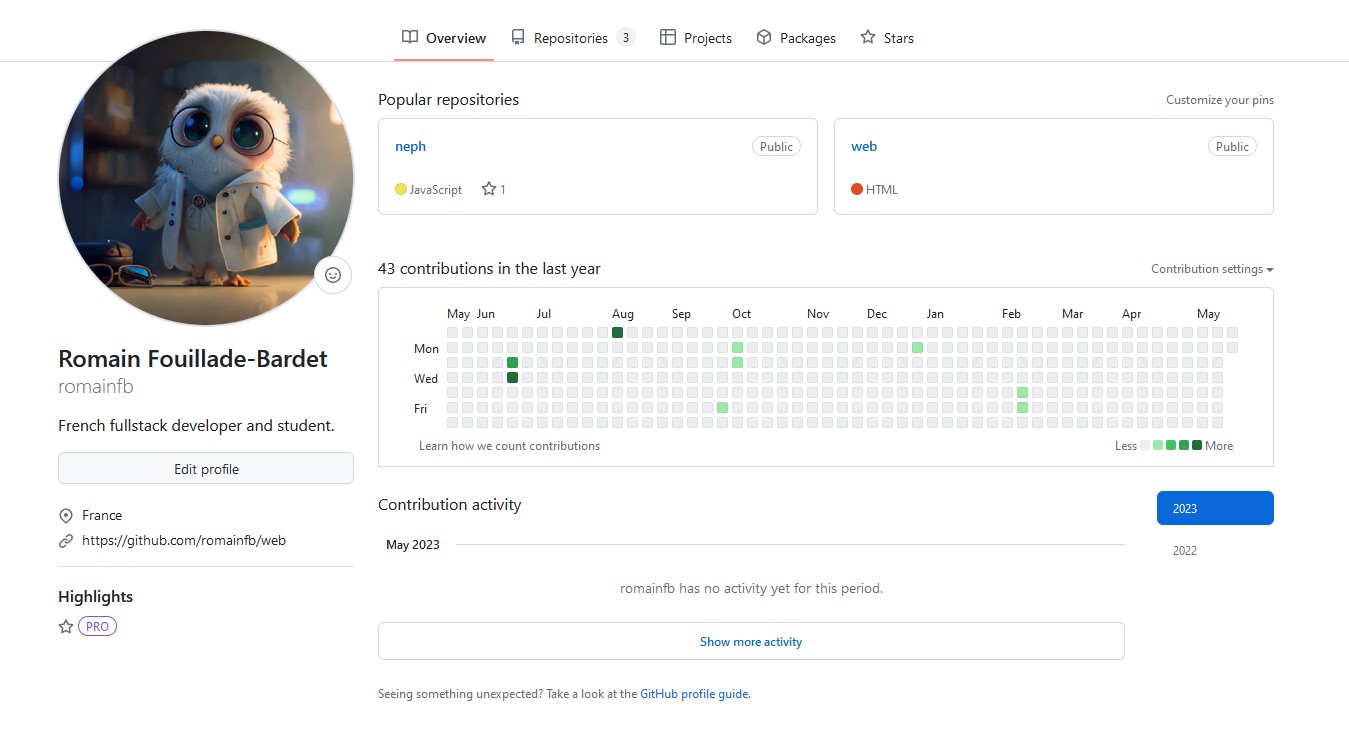 Overview Repositories 3 Projects Packages Stars
Romain Fouillade-Bardet
romainfb
French fullstack developer and student.
Edit profile
France
https://github.com/romainfb/web
Highlights
PRO
Popular repositories Customize your pins
neph Public
JavaScript 1
web Public
HTML
43 contributions in the last year Contribution settings
May Jun Jul Aug Sep Oct Nov Dec Jan Feb Mar Apr May
Mon
Wed
Fri
Learn how we count contributions Less More
Contribution activity
2023
2022
May 2023
romainfb has no activity yet for this period.
Show more activity
Seeing something unexpected? Take a look at the GitHub profile guide.